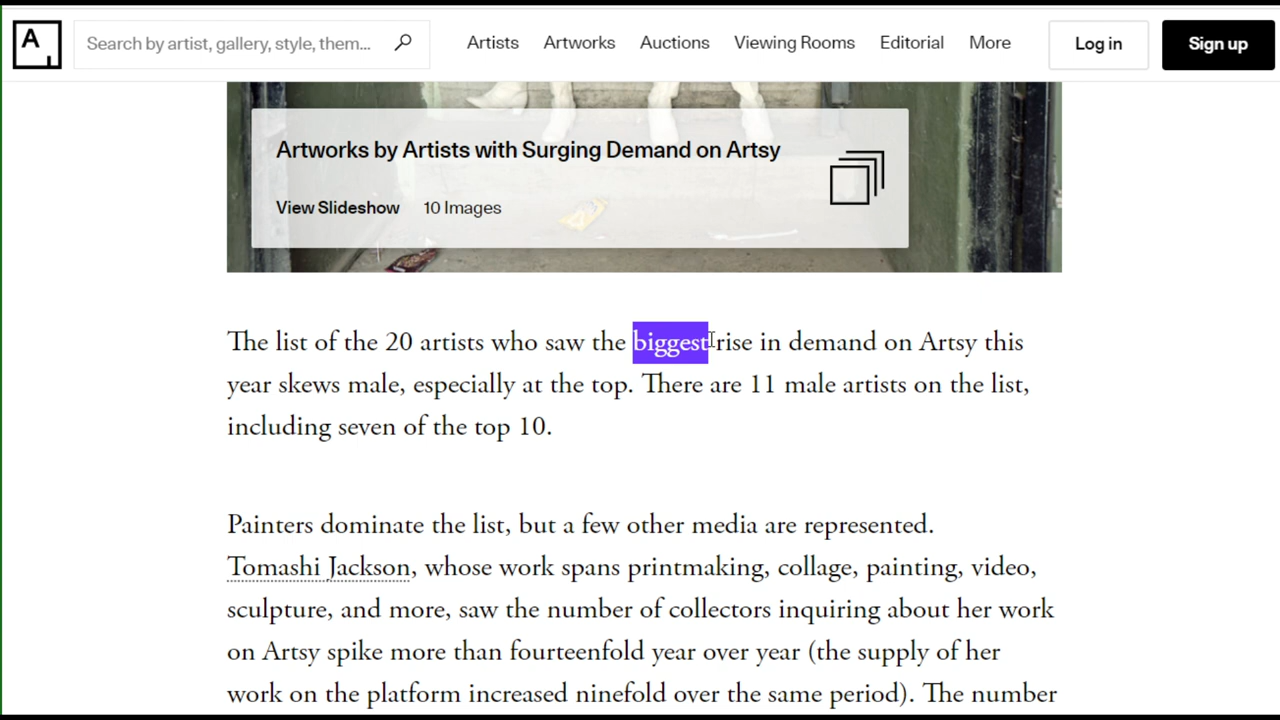 A
Search by artist, gallery, style, them...
Artists
Artworks
Auctions
Viewing Rooms
Editorial
More
Log in
Sign up
Artworks by Artists with Surging Demand on Artsy
View Slideshow
10 Images
The list of the 20 artists who saw the biggest rise in demand on Artsy this
year skews male, especially at the top. There are 11 male artists on the list,
including seven of the top 10.
Painters dominate the list, but a few other media are represented.
Tomashi Jackson, whose work spans printmaking, collage, painting, video,
sculpture, and more, saw the number of collectors inquiring about her work
on Artsy spike more than fourteenfold year over year (the supply of her
work on the platform increased ninefold over the same period). The number